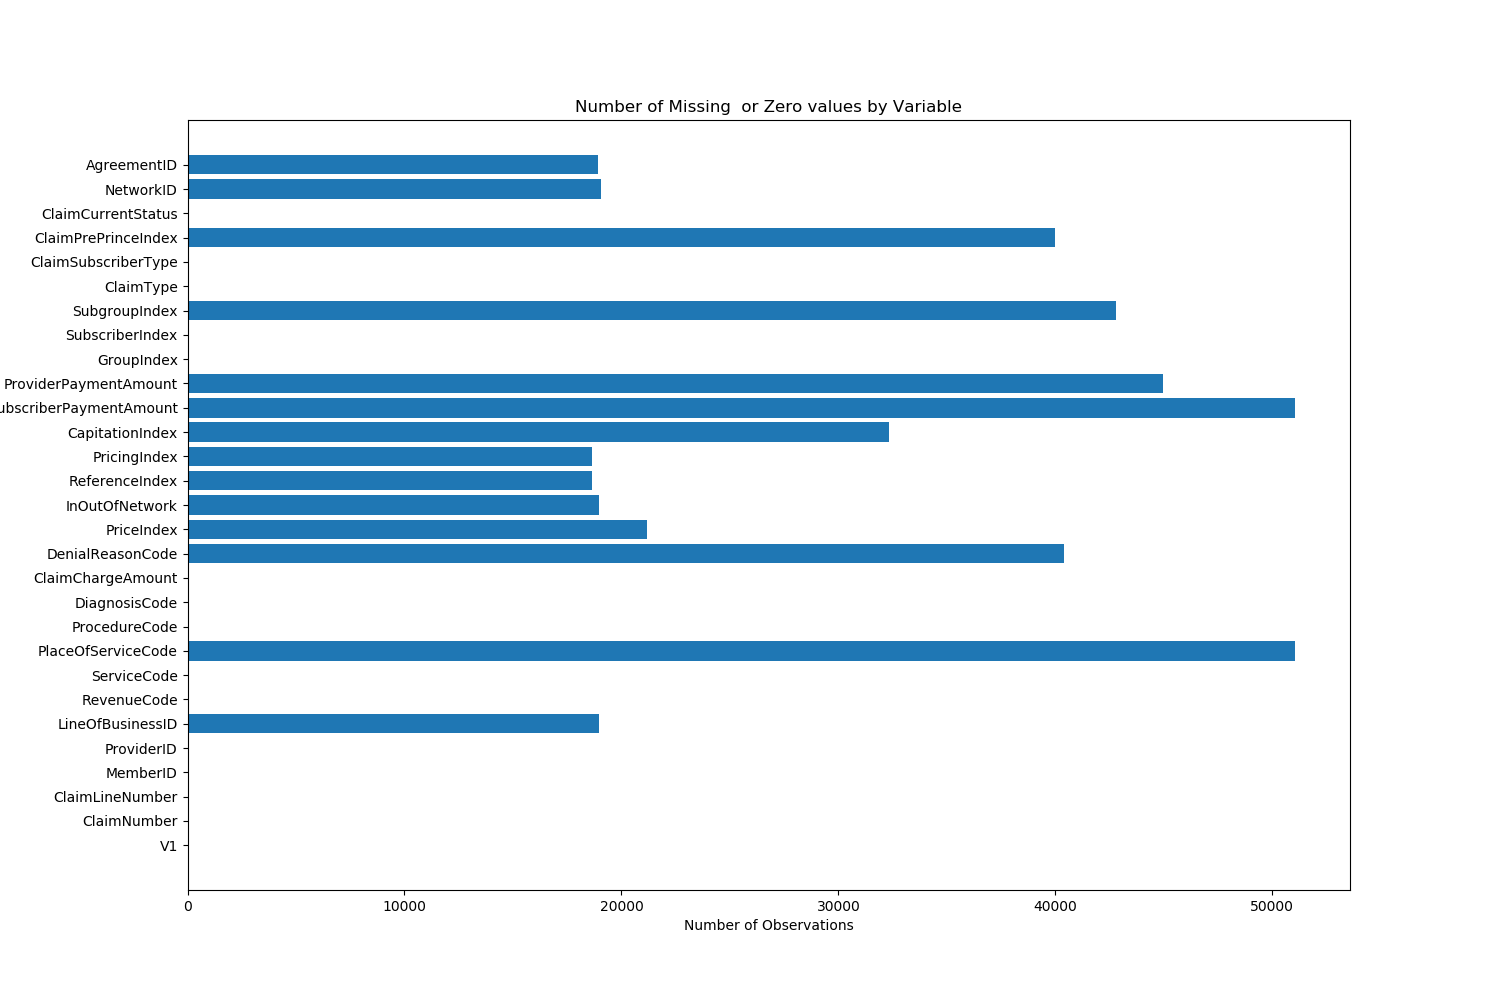 Number of Missing  or Zero values by Variable
AgreementID
NetworkID
ClaimCurrentStatus
ClaimPrePrinceIndex
ClaimSubscriberType
ClaimType
SubgroupIndex
SubscriberIndex
GroupIndex
ProviderPaymentAmount
ubscriberPaymentAmount
CapitationIndex
PricingIndex
ReferenceIndex
InOutOfNetwork
PriceIndex
DenialReasonCode
ClaimChargeAmount
DiagnosisCode
ProcedureCode
PlaceOfServiceCode
ServiceCode
RevenueCode
LineOfBusinessID
ProviderID
MemberID
ClaimLineNumber
ClaimNumber
V1
0 10000 20000 30000 40000 50000
Number of Observations